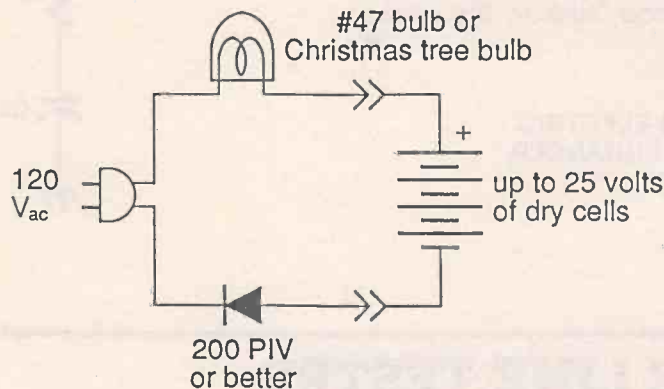 #47 bulb or
Christmas tree bulb
120
Vac
+
up to 25 volts
of dry cells
200 PIV
or better